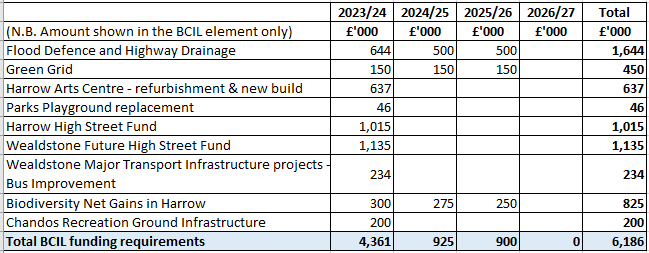 2023/24 2024/25 2025/26 2026/27 Total
(N.B. Amount shown in the BCIL element only) £'000 £'000 £'000 £'000 £'000
Flood Defence and Highway Drainage 644 500 500 1,644
Green Grid 150 150 150 450
Harrow Arts Centre - refurbishment & new build 637 637
Parks Playground replacement 46 46
Harrow High Street Fund 1,015 1,015
Wealdstone Future High Street Fund 1,135 1,135
Wealdstone Major Transport Infrastructure projects -
Bus Improvement 234 234
Biodiversity Net Gains in Harrow 300 275 250 825
Chandos Recreation Ground Infrastructure 200 200
Total BCIL funding requirements 4,361 925 900 0 6,186